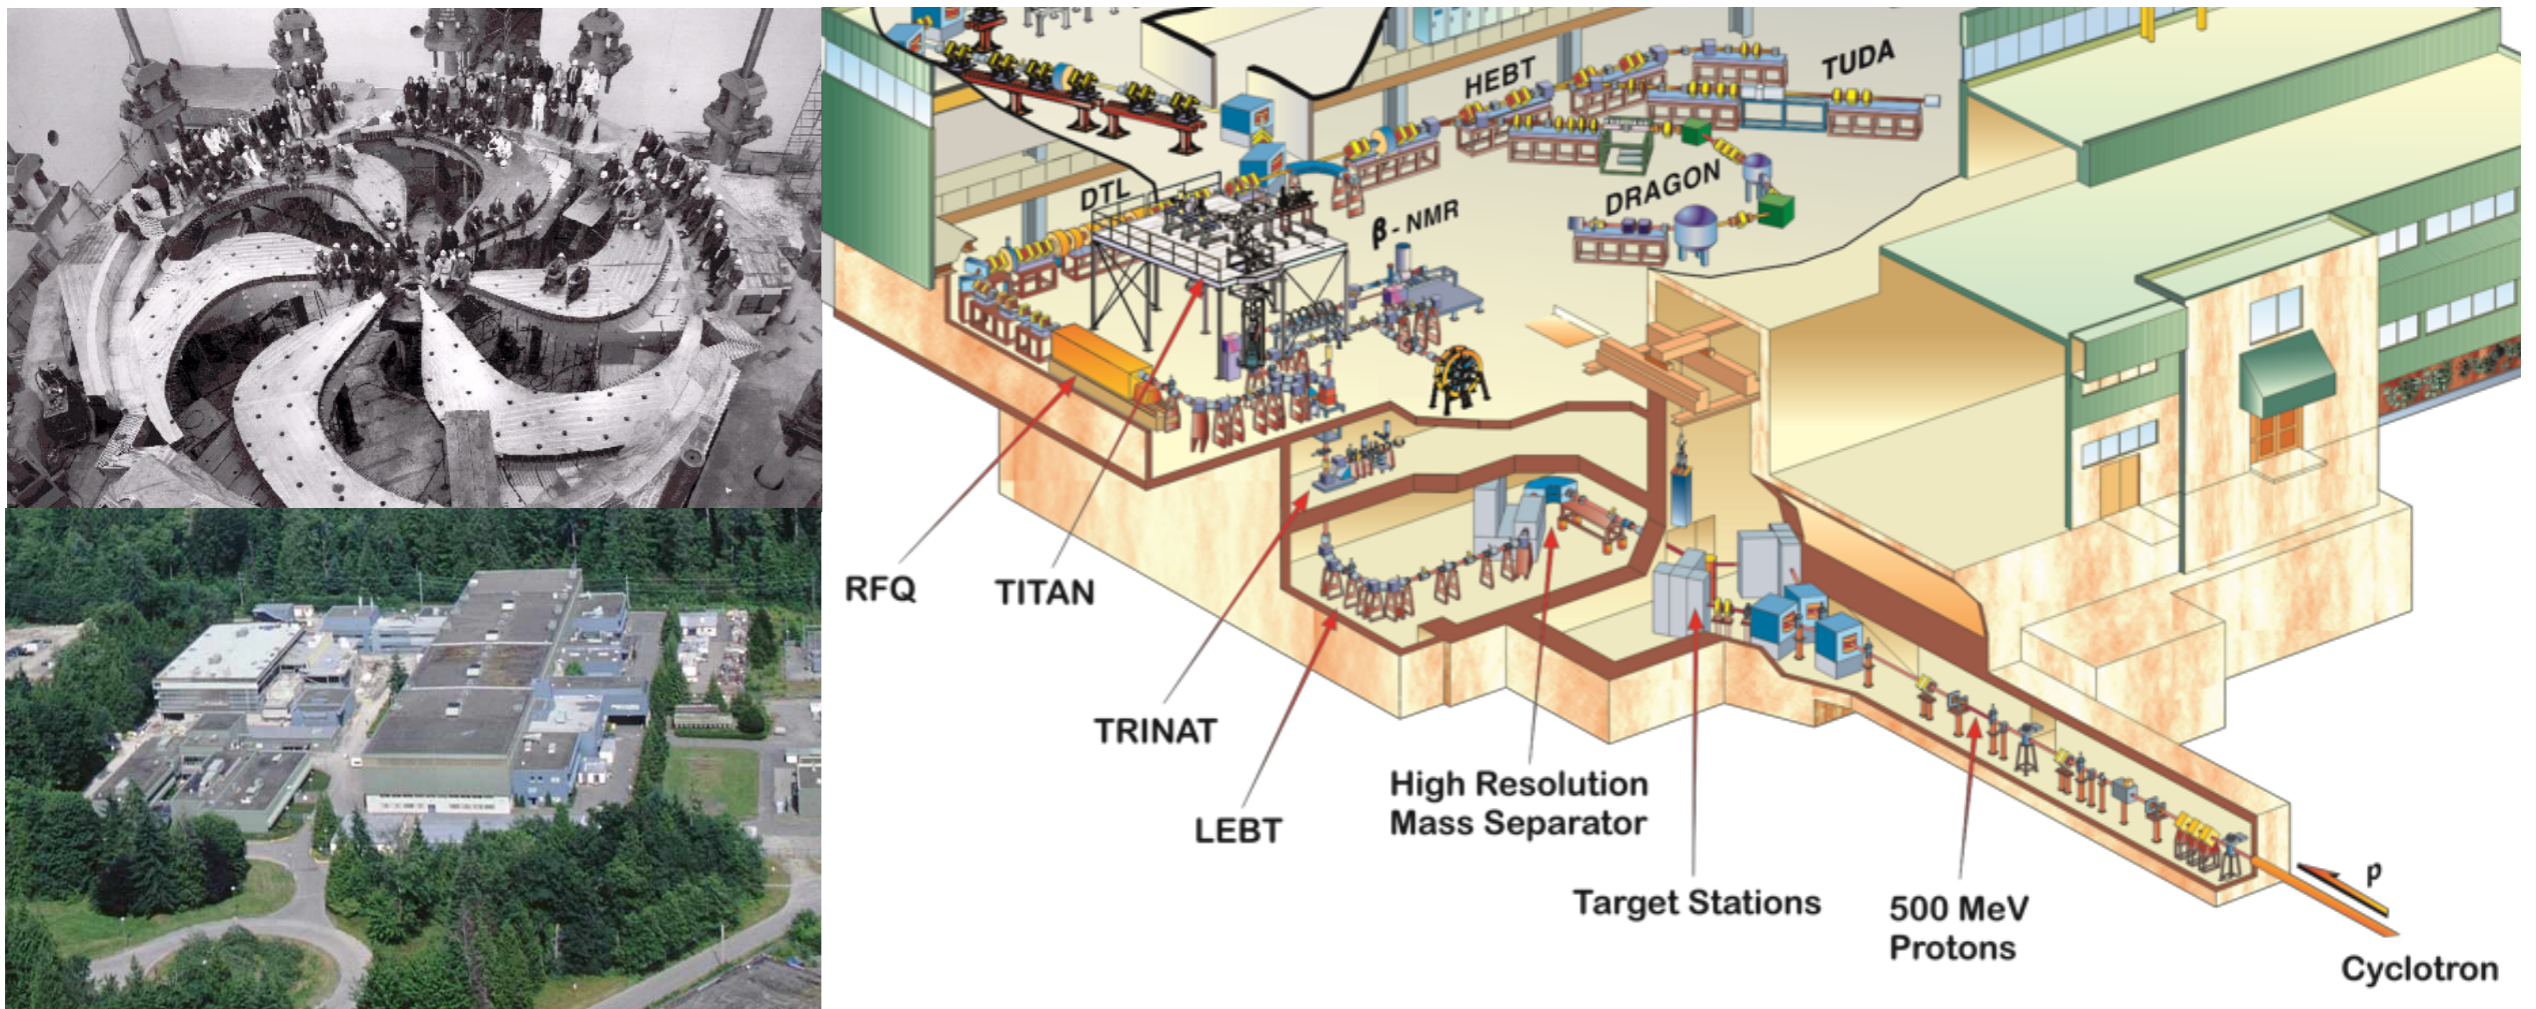 TUDA
HEBT
DTL
DRAGON
β - NMR
RFQ
TITAN
TRINAT
LEBT
High Resolution
Mass Separator
Target Stations
500 MeV
Protons
p
Cyclotron